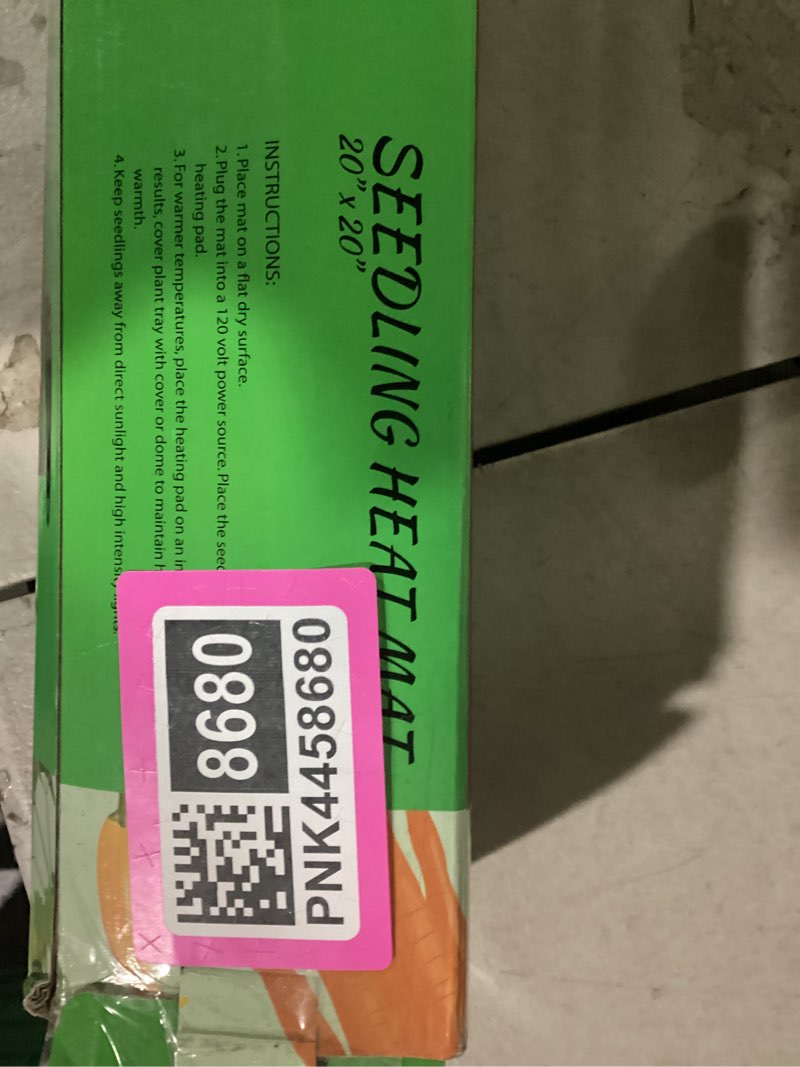 SEEDLING HEAT MAT
20" x 20"
INSTRUCTIONS:
1. Place mat on a flat dry surface.
2. Plug the mat into a 120 volt power source. Place the
heating pad.
3. For warmer temperatures, place the heating pad on an
results, cover plant tray with cover or dome to maintain
warmth.
4. Keep seedlings away from direct sunlight and high intensity lights.
8680
PNK4458680